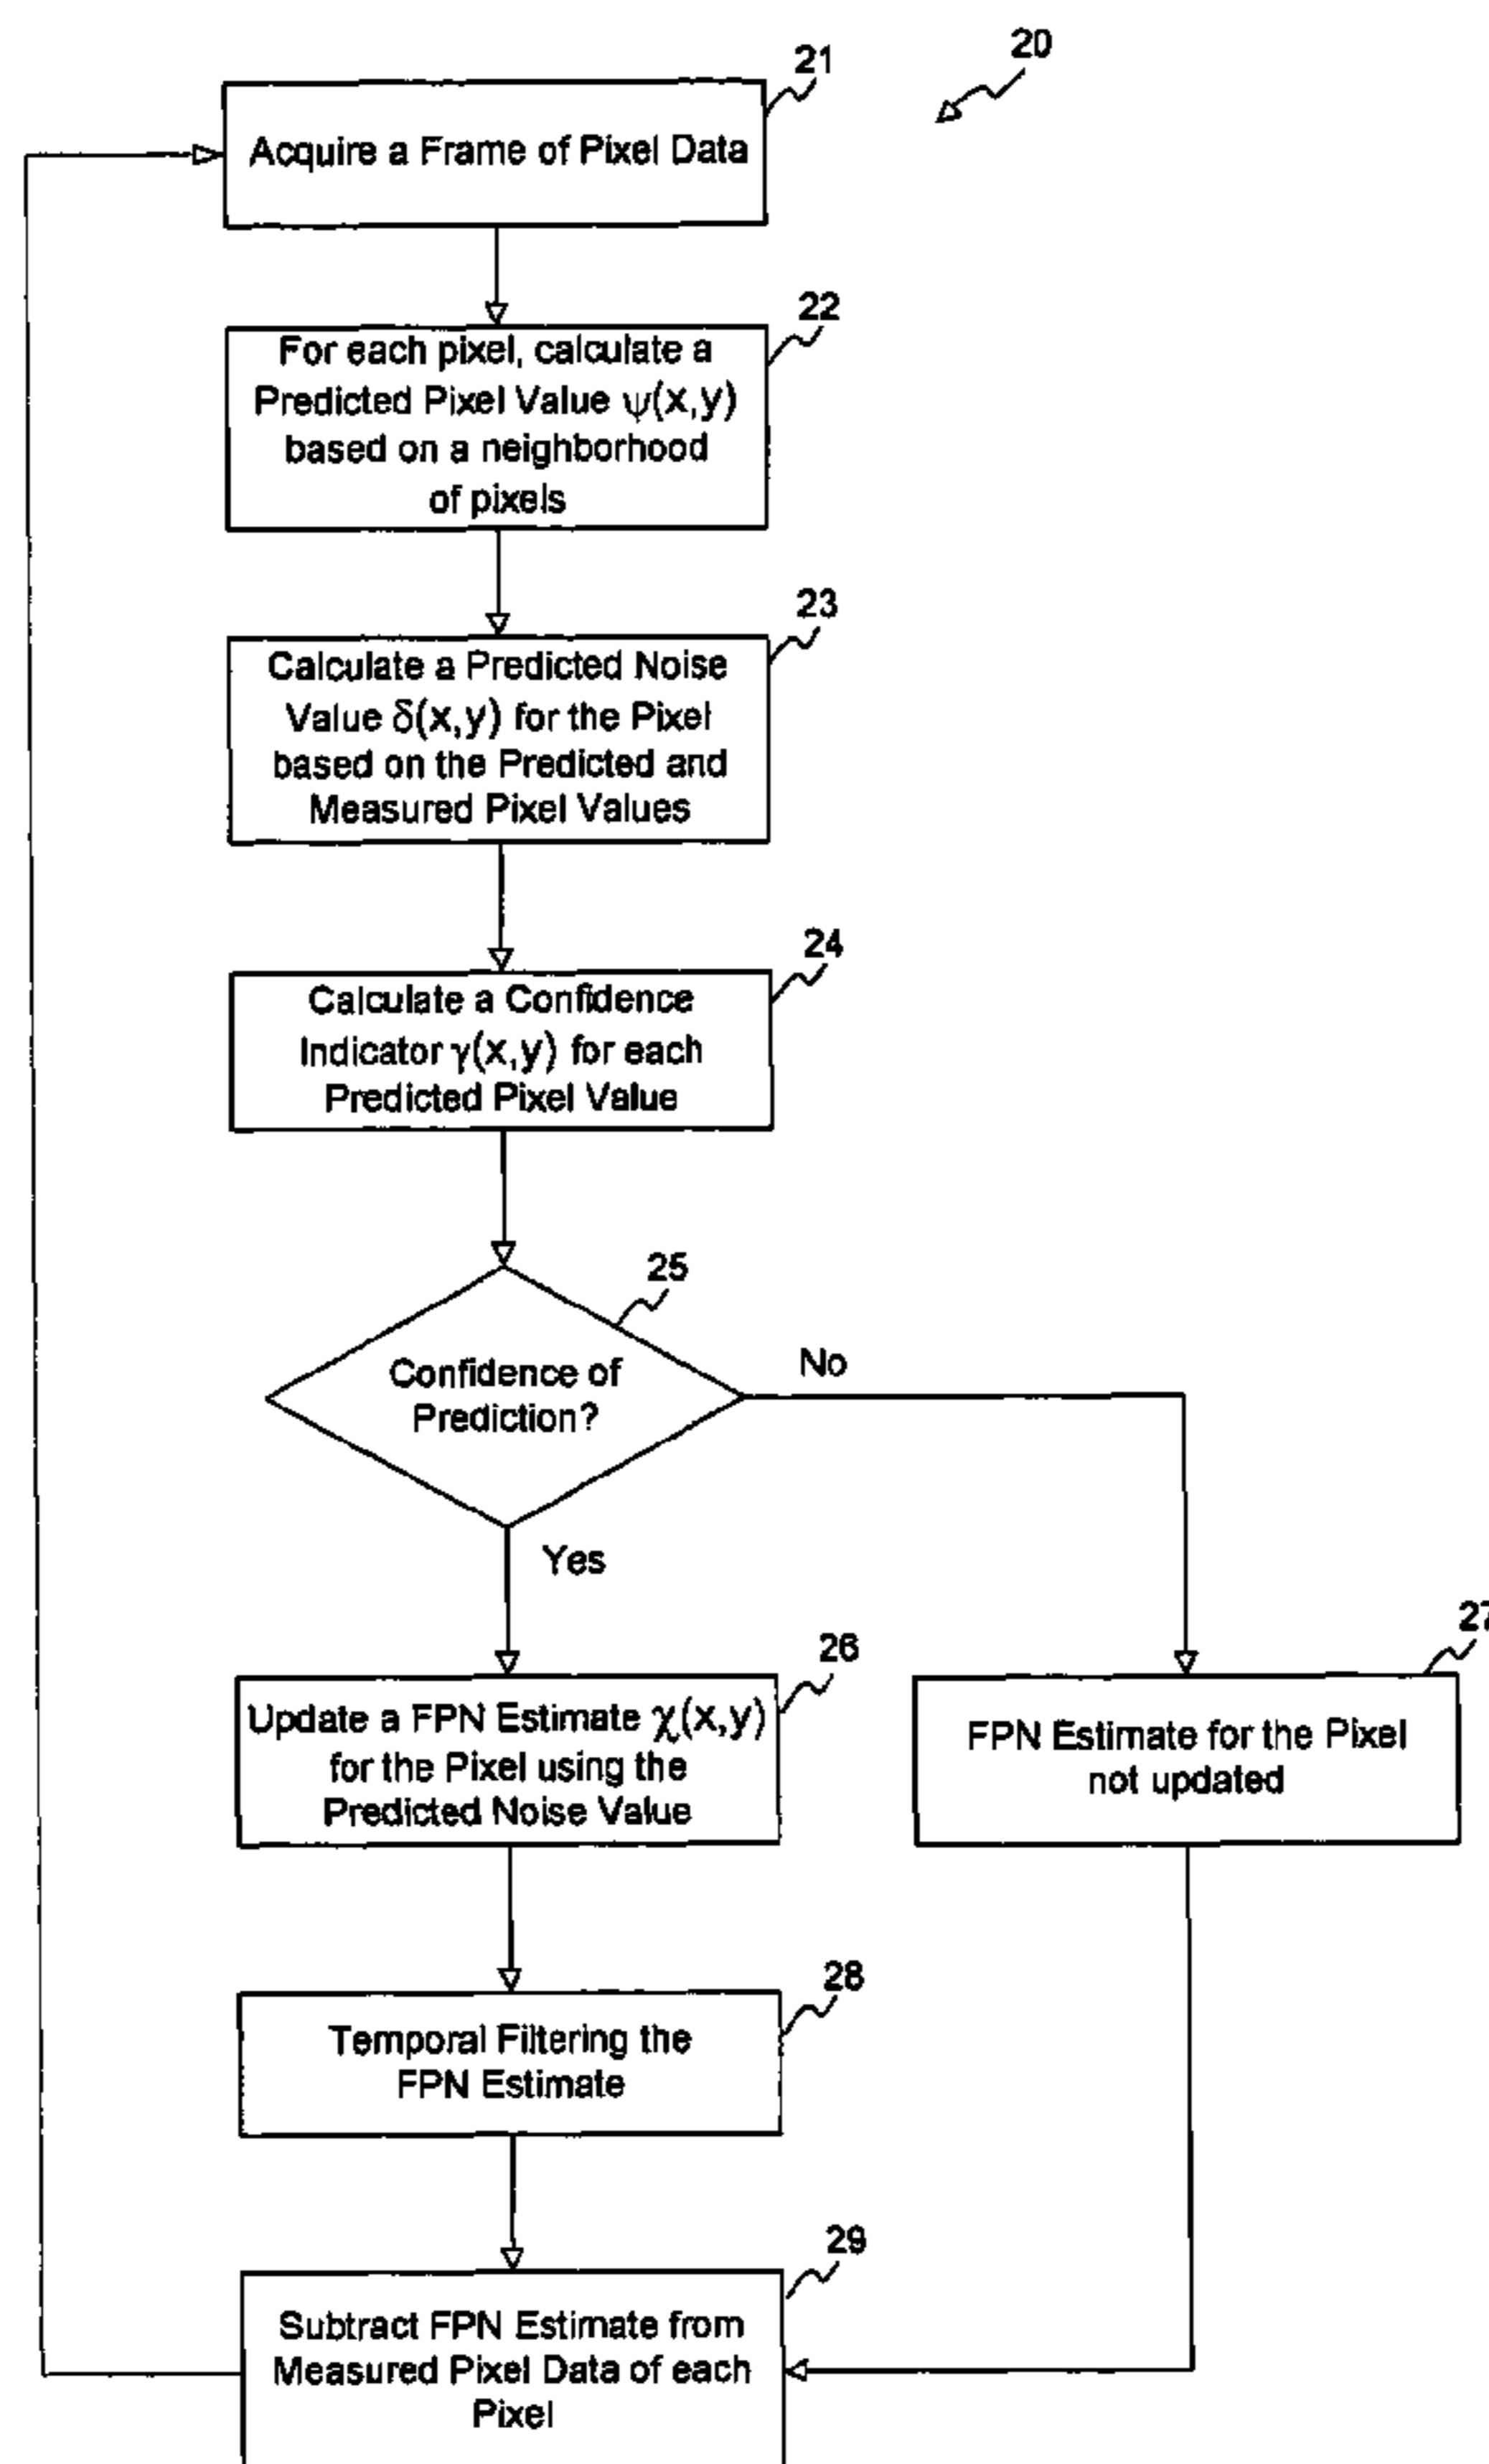 20
21
Acquire a Frame of Pixel Data
22
For each pixel, calculate a
Predicted Pixel Value ψ(x,y)
based on a neighborhood
of pixels
23
Calculate a Predicted Noise
Value δ(x,y) for the Pixel
based on the Predicted and
Measured Pixel Values
24
Calculate a Confidence
Indicator γ(x,y) for each
Predicted Pixel Value
25
Confidence of
Prediction?
No
Yes
26
Update a FPN Estimate χ(x,y)
for the Pixel using the
Predicted Noise Value
27
FPN Estimate for the Pixel
not updated
28
Temporal Filtering the
FPN Estimate
29
Subtract FPN Estimate from
Measured Pixel Data of each
Pixel